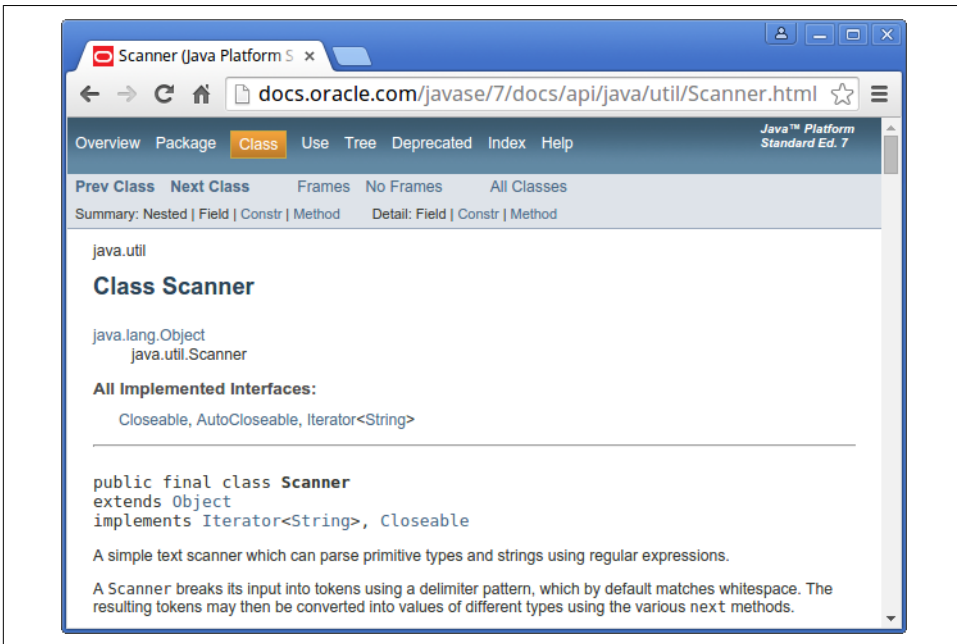 Scanner (Java Platform S
docs.oracle.com/javase/7/docs/api/java/util/Scanner.html
Overview Package Class Use Tree Deprecated Index Help
Java™ Platform
Standard Ed. 7
Prev Class Next Class Frames No Frames All Classes
Summary: Nested | Field | Constr | Method Detail: Field | Constr | Method
java.util
Class Scanner
java.lang.Object
java.util.Scanner
All Implemented Interfaces:
Closeable, AutoCloseable, Iterator<String>
public final class Scanner
extends Object
implements Iterator<String>, Closeable
A simple text scanner which can parse primitive types and strings using regular expressions.
A Scanner breaks its input into tokens using a delimiter pattern, which by default matches whitespace. The
resulting tokens may then be converted into values of different types using the various next methods.